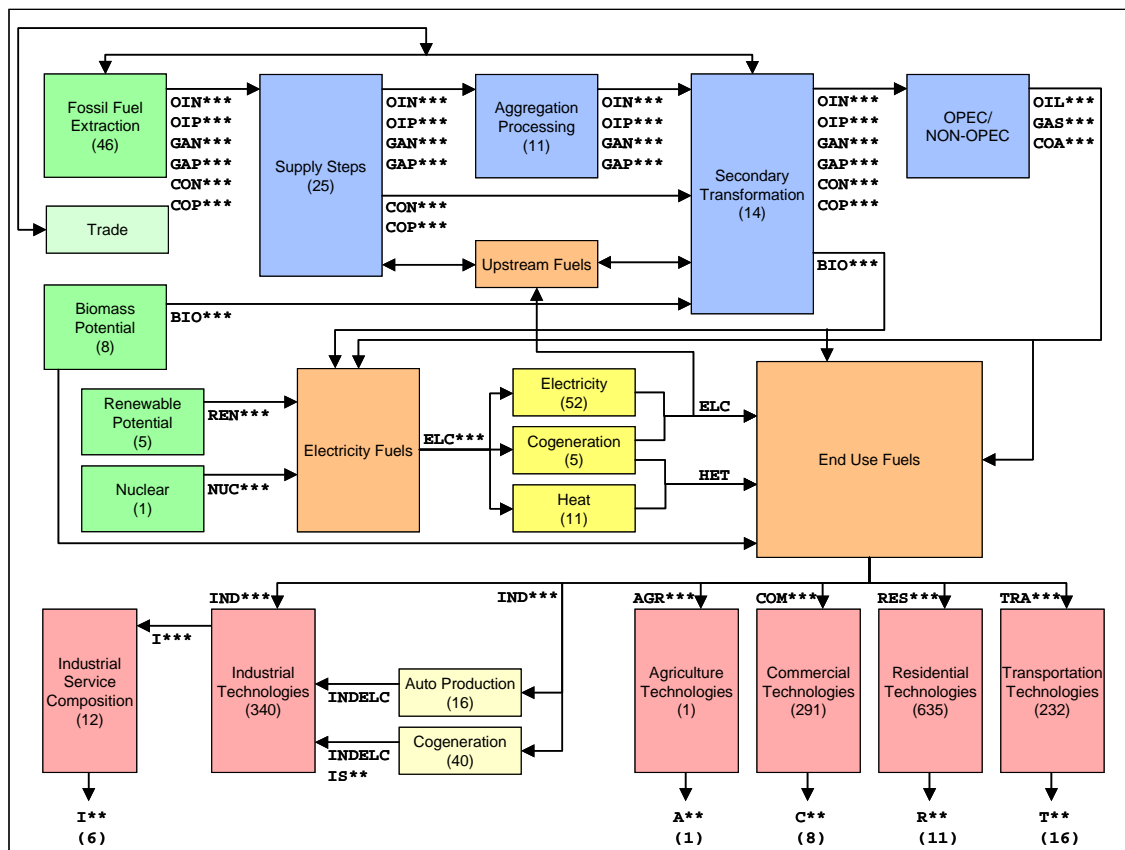 Fossil Fuel
Extraction
(46)
OIN***
OIP***
GAN***
GAP***
CON***
COP***
Supply Steps
(25)
OIN***
OIP***
GAN***
GAP***
CON***
COP***
Aggregation
Processing
(11)
OIN***
OIP***
GAN***
GAP***
Secondary
Transformation
(14)
OIN***
OIP***
GAN***
GAP***
CON***
COP***
BIO***
OPEC/
NON-OPEC
OIL***
GAS***
COA***
Trade
Upstream Fuels
Biomass
Potential
(8)
BIO***
Renewable
Potential
(5)
REN***
Nuclear
(1)
NUC***
Electricity Fuels
ELC***
Electricity
(52)
Cogeneration
(5)
Heat
(11)
ELC
HET
End Use Fuels
IND***
IND***
AGR***
COM***
RES***
TRA***
Industrial
Service
Composition
(12)
I***
Industrial
Technologies
(340)
INDELC
Auto Production
(16)
INDELC
IS**
Cogeneration
(40)
Agriculture
Technologies
(1)
Commercial
Technologies
(291)
Residential
Technologies
(635)
Transportation
Technologies
(232)
I**
(6)
A**
(1)
C**
(8)
R**
(11)
T**
(16)